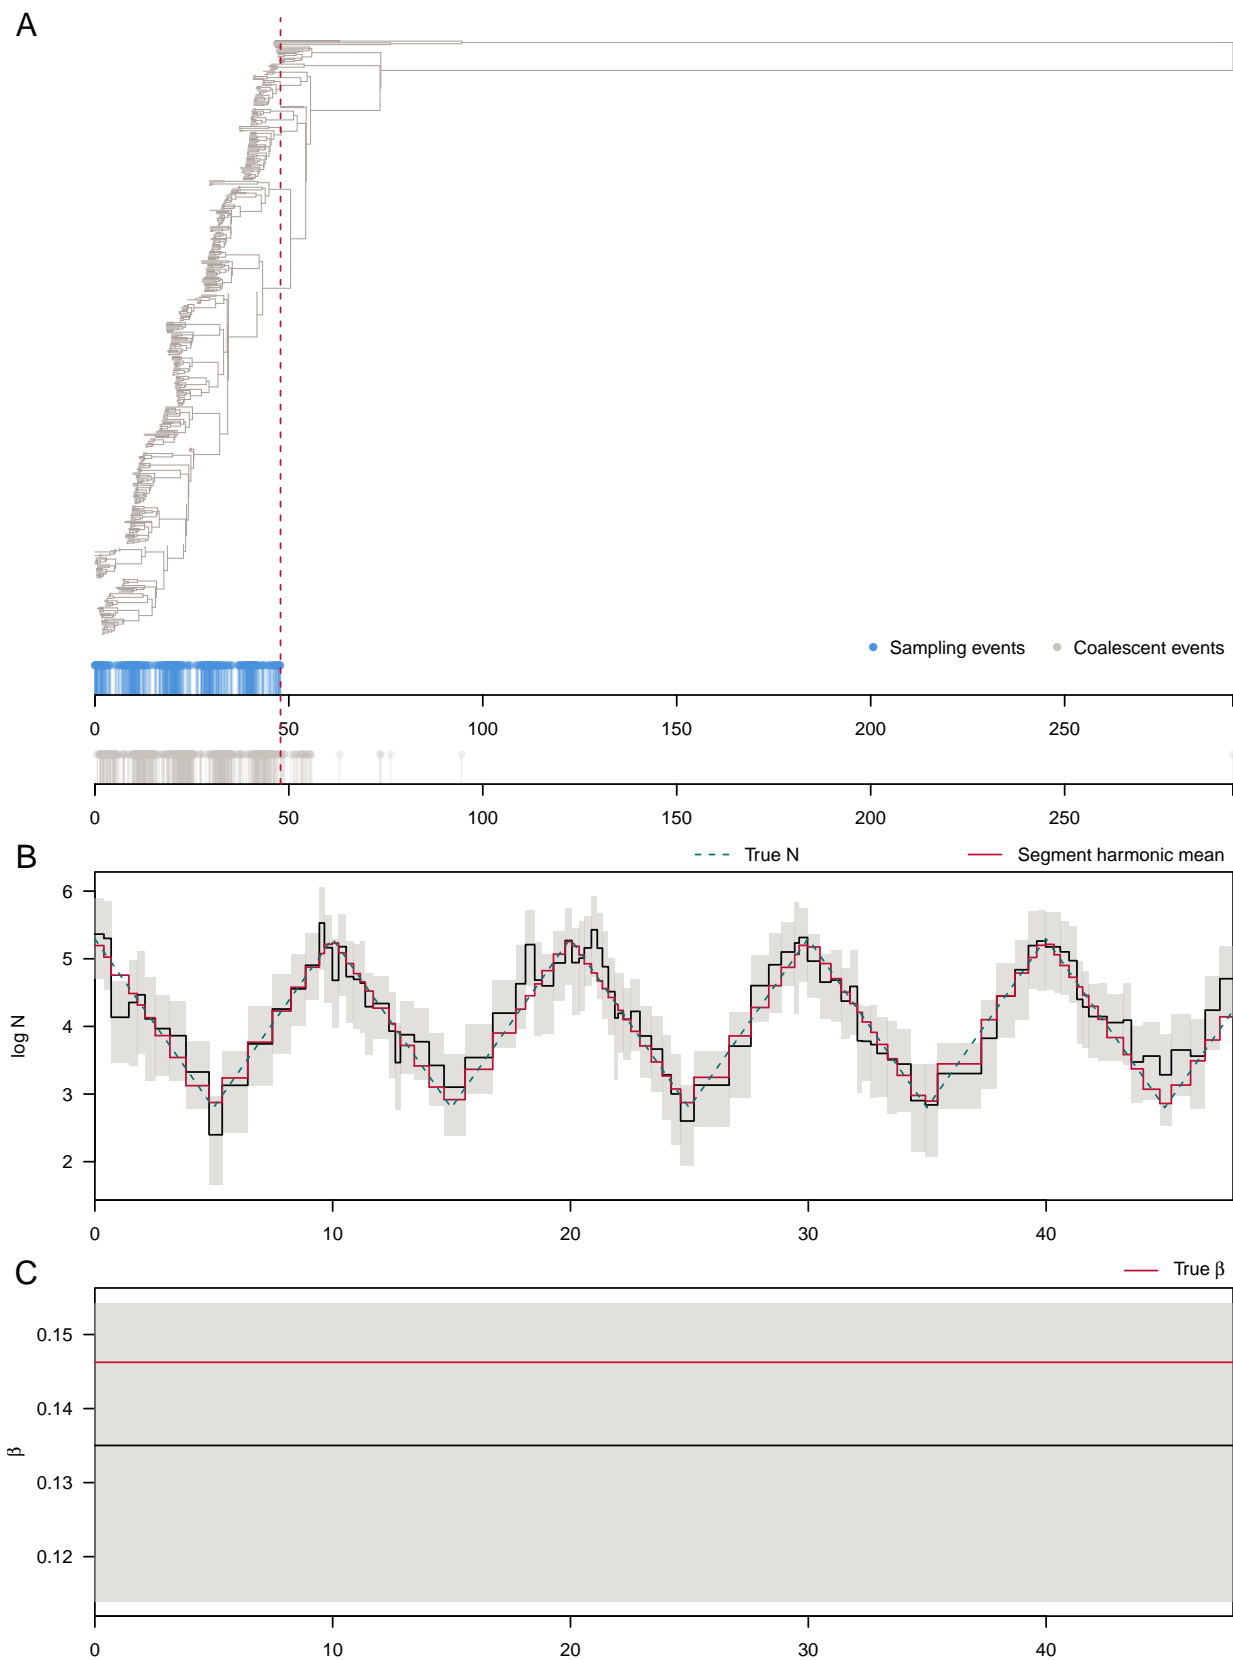 A
Sampling events Coalescent events
0 50 100 150 200 250
0 50 100 150 200 250
B
True N Segment harmonic mean
log N
6
5
4
3
2
0 10 20 30 40
C
True β
β
0.15
0.14
0.13
0.12
0 10 20 30 40